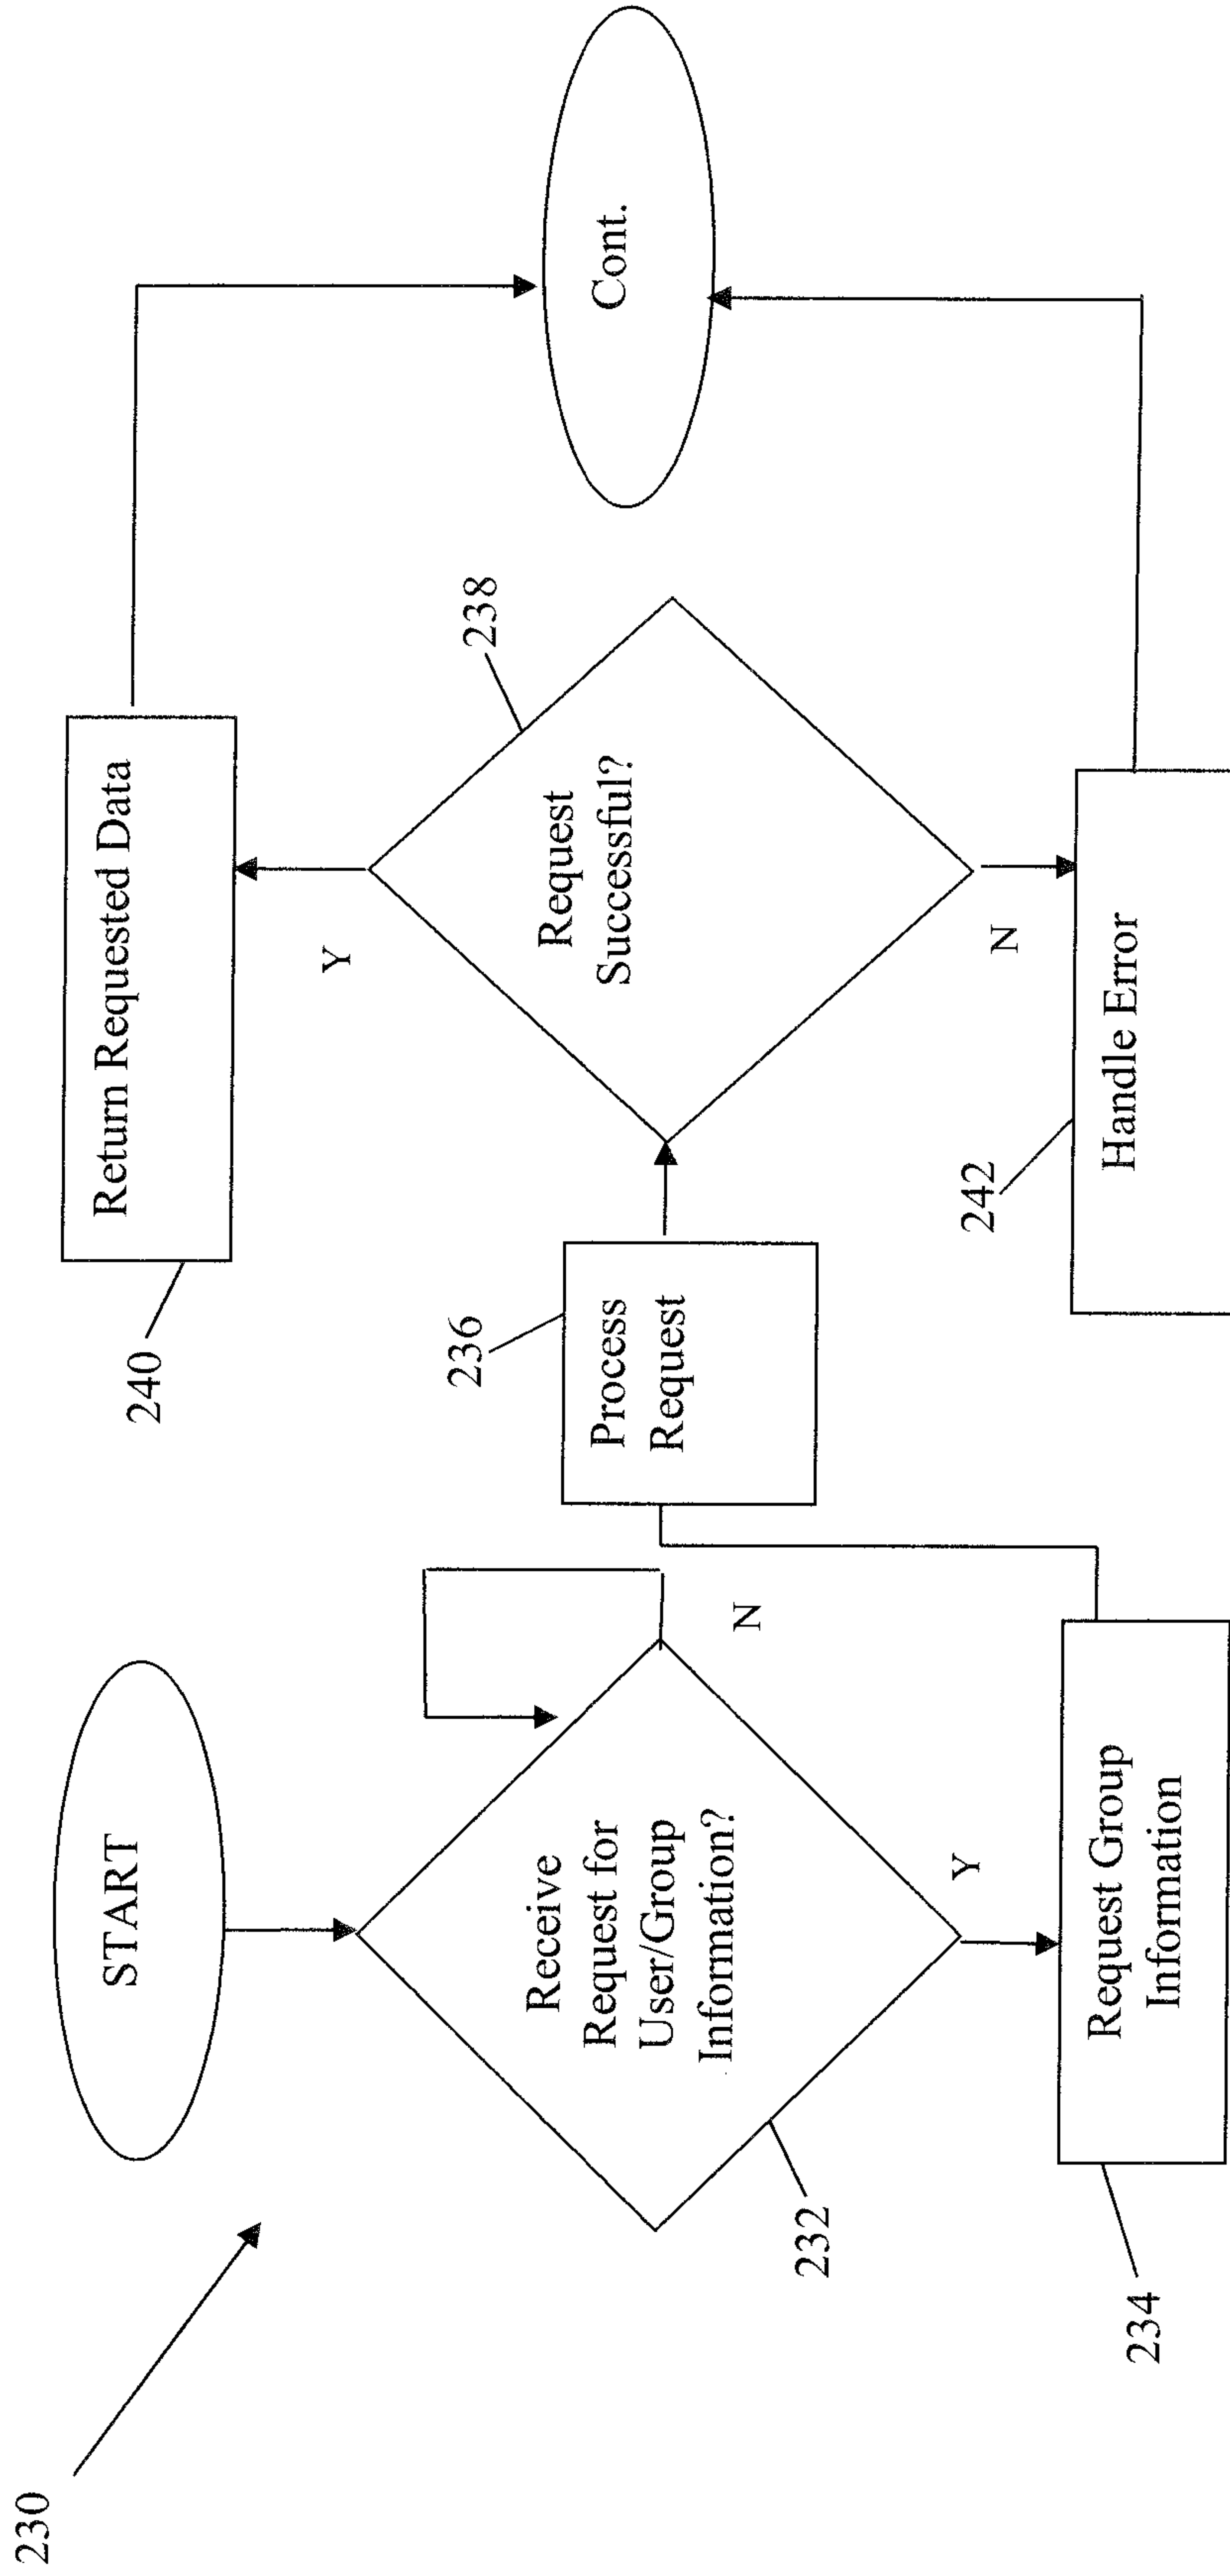 230
START
Receive
Request for
User/Group
Information?
232
N
Y
Request Group
Information
234
Process
Request
236
Request
Successful?
238
Y
Return Requested Data
240
N
Handle Error
242
Cont.